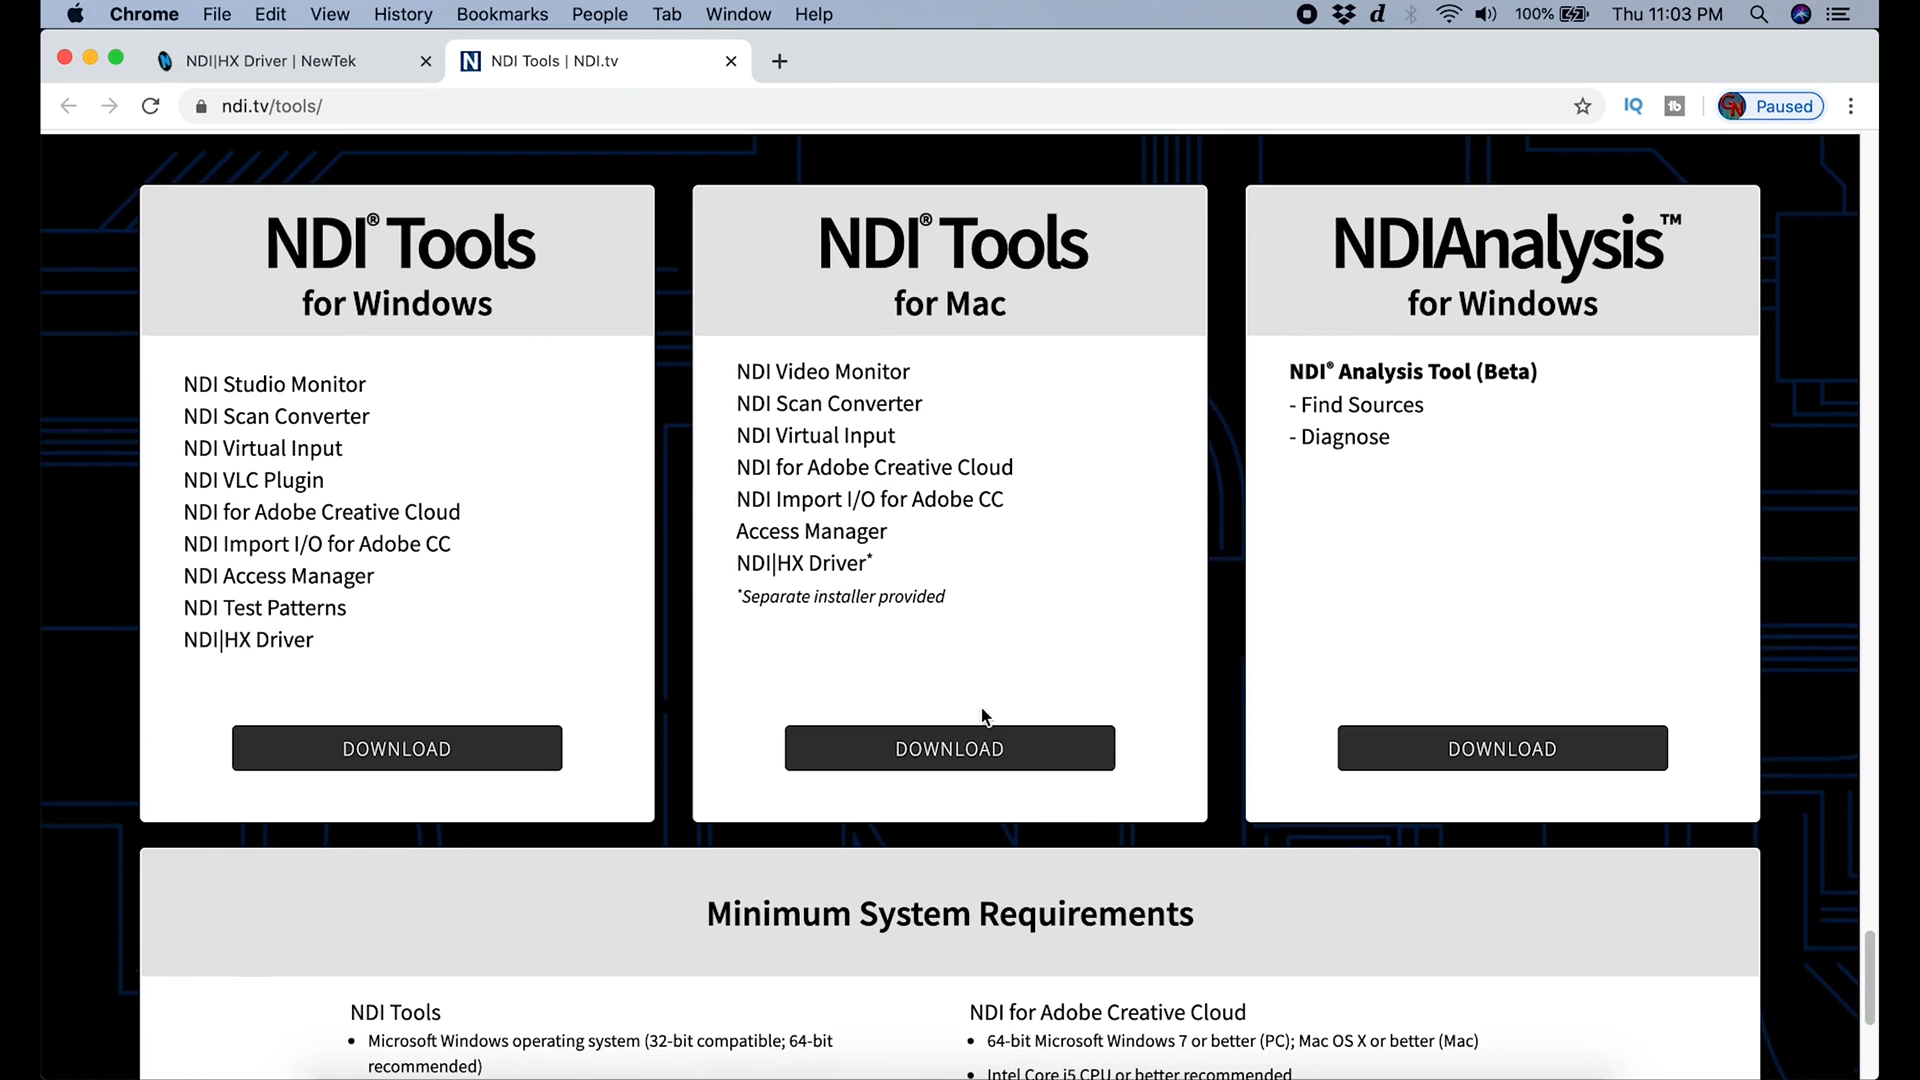 Chrome File Edit View History Bookmarks People Tab Window Help d 100% Thu 11:03 PM
NDI|HX Driver | NewTek N NDI Tools | NDI.tv
ndi.tv/tools/ IQ tb CN Paused
NDI® Tools
for Windows
NDI Studio Monitor
NDI Scan Converter
NDI Virtual Input
NDI VLC Plugin
NDI for Adobe Creative Cloud
NDI Import I/O for Adobe CC
NDI Access Manager
NDI Test Patterns
NDI|HX Driver
DOWNLOAD
NDI® Tools
for Mac
NDI Video Monitor
NDI Scan Converter
NDI Virtual Input
NDI for Adobe Creative Cloud
NDI Import I/O for Adobe CC
Access Manager
NDI|HX Driver*
*Separate installer provided
DOWNLOAD
NDIAnalysis™
for Windows
NDI® Analysis Tool (Beta)
- Find Sources
- Diagnose
DOWNLOAD
Minimum System Requirements
NDI Tools
• Microsoft Windows operating system (32-bit compatible; 64-bit
recommended)
NDI for Adobe Creative Cloud
• 64-bit Microsoft Windows 7 or better (PC); Mac OS X or better (Mac)
• Intel Core i5 CPU or better recommended